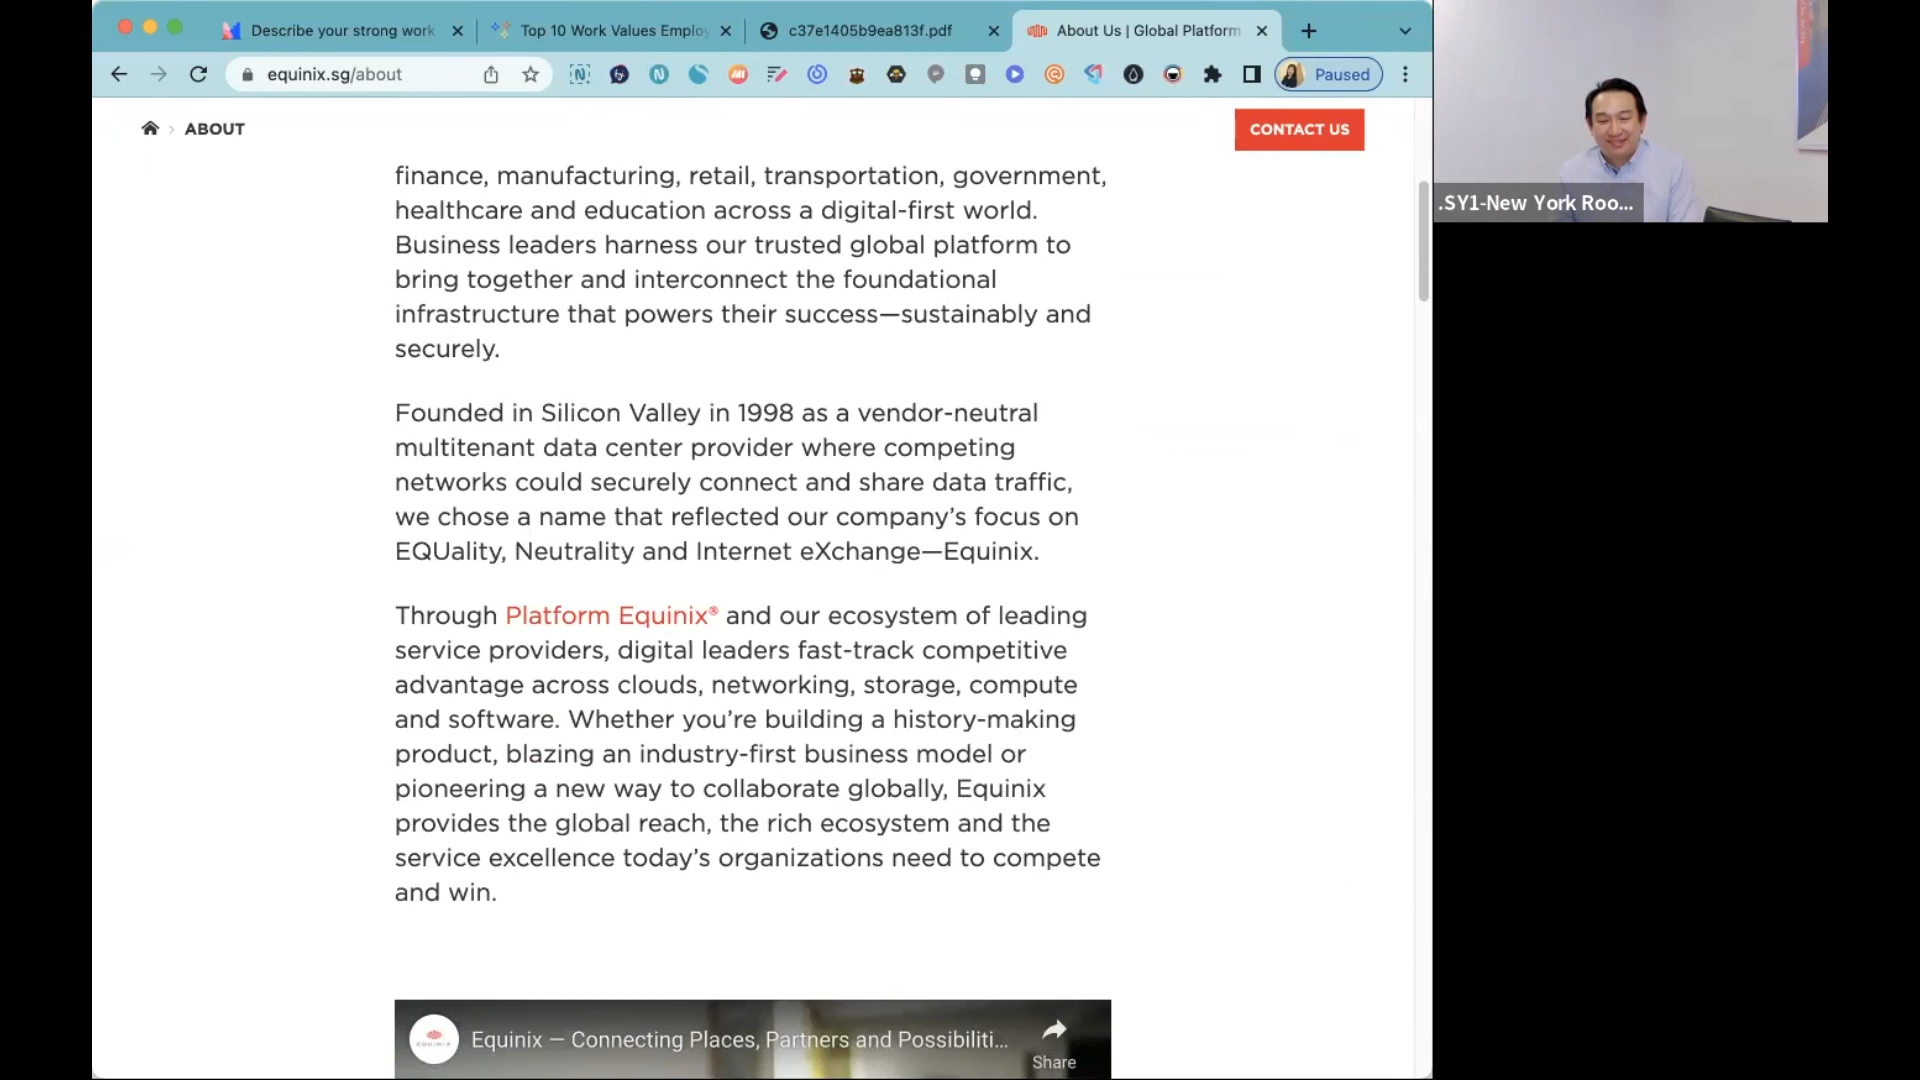 Describe your strong work
Top 10 Work Values Employ
c37e1405b9ea813f.pdf
About Us | Global Platform
equinix.sg/about
Paused
ABOUT
CONTACT US
finance, manufacturing, retail, transportation, government,
healthcare and education across a digital-first world.
Business leaders harness our trusted global platform to
bring together and interconnect the foundational
infrastructure that powers their success—sustainably and
securely.
Founded in Silicon Valley in 1998 as a vendor-neutral
multitenant data center provider where competing
networks could securely connect and share data traffic,
we chose a name that reflected our company’s focus on
EQUality, Neutrality and Internet eXchange—Equinix.
Through Platform Equinix® and our ecosystem of leading
service providers, digital leaders fast-track competitive
advantage across clouds, networking, storage, compute
and software. Whether you’re building a history-making
product, blazing an industry-first business model or
pioneering a new way to collaborate globally, Equinix
provides the global reach, the rich ecosystem and the
service excellence today’s organizations need to compete
and win.
EQUINIX
Equinix — Connecting Places, Partners and Possibiliti...
Share
.SY1-New York Roo...